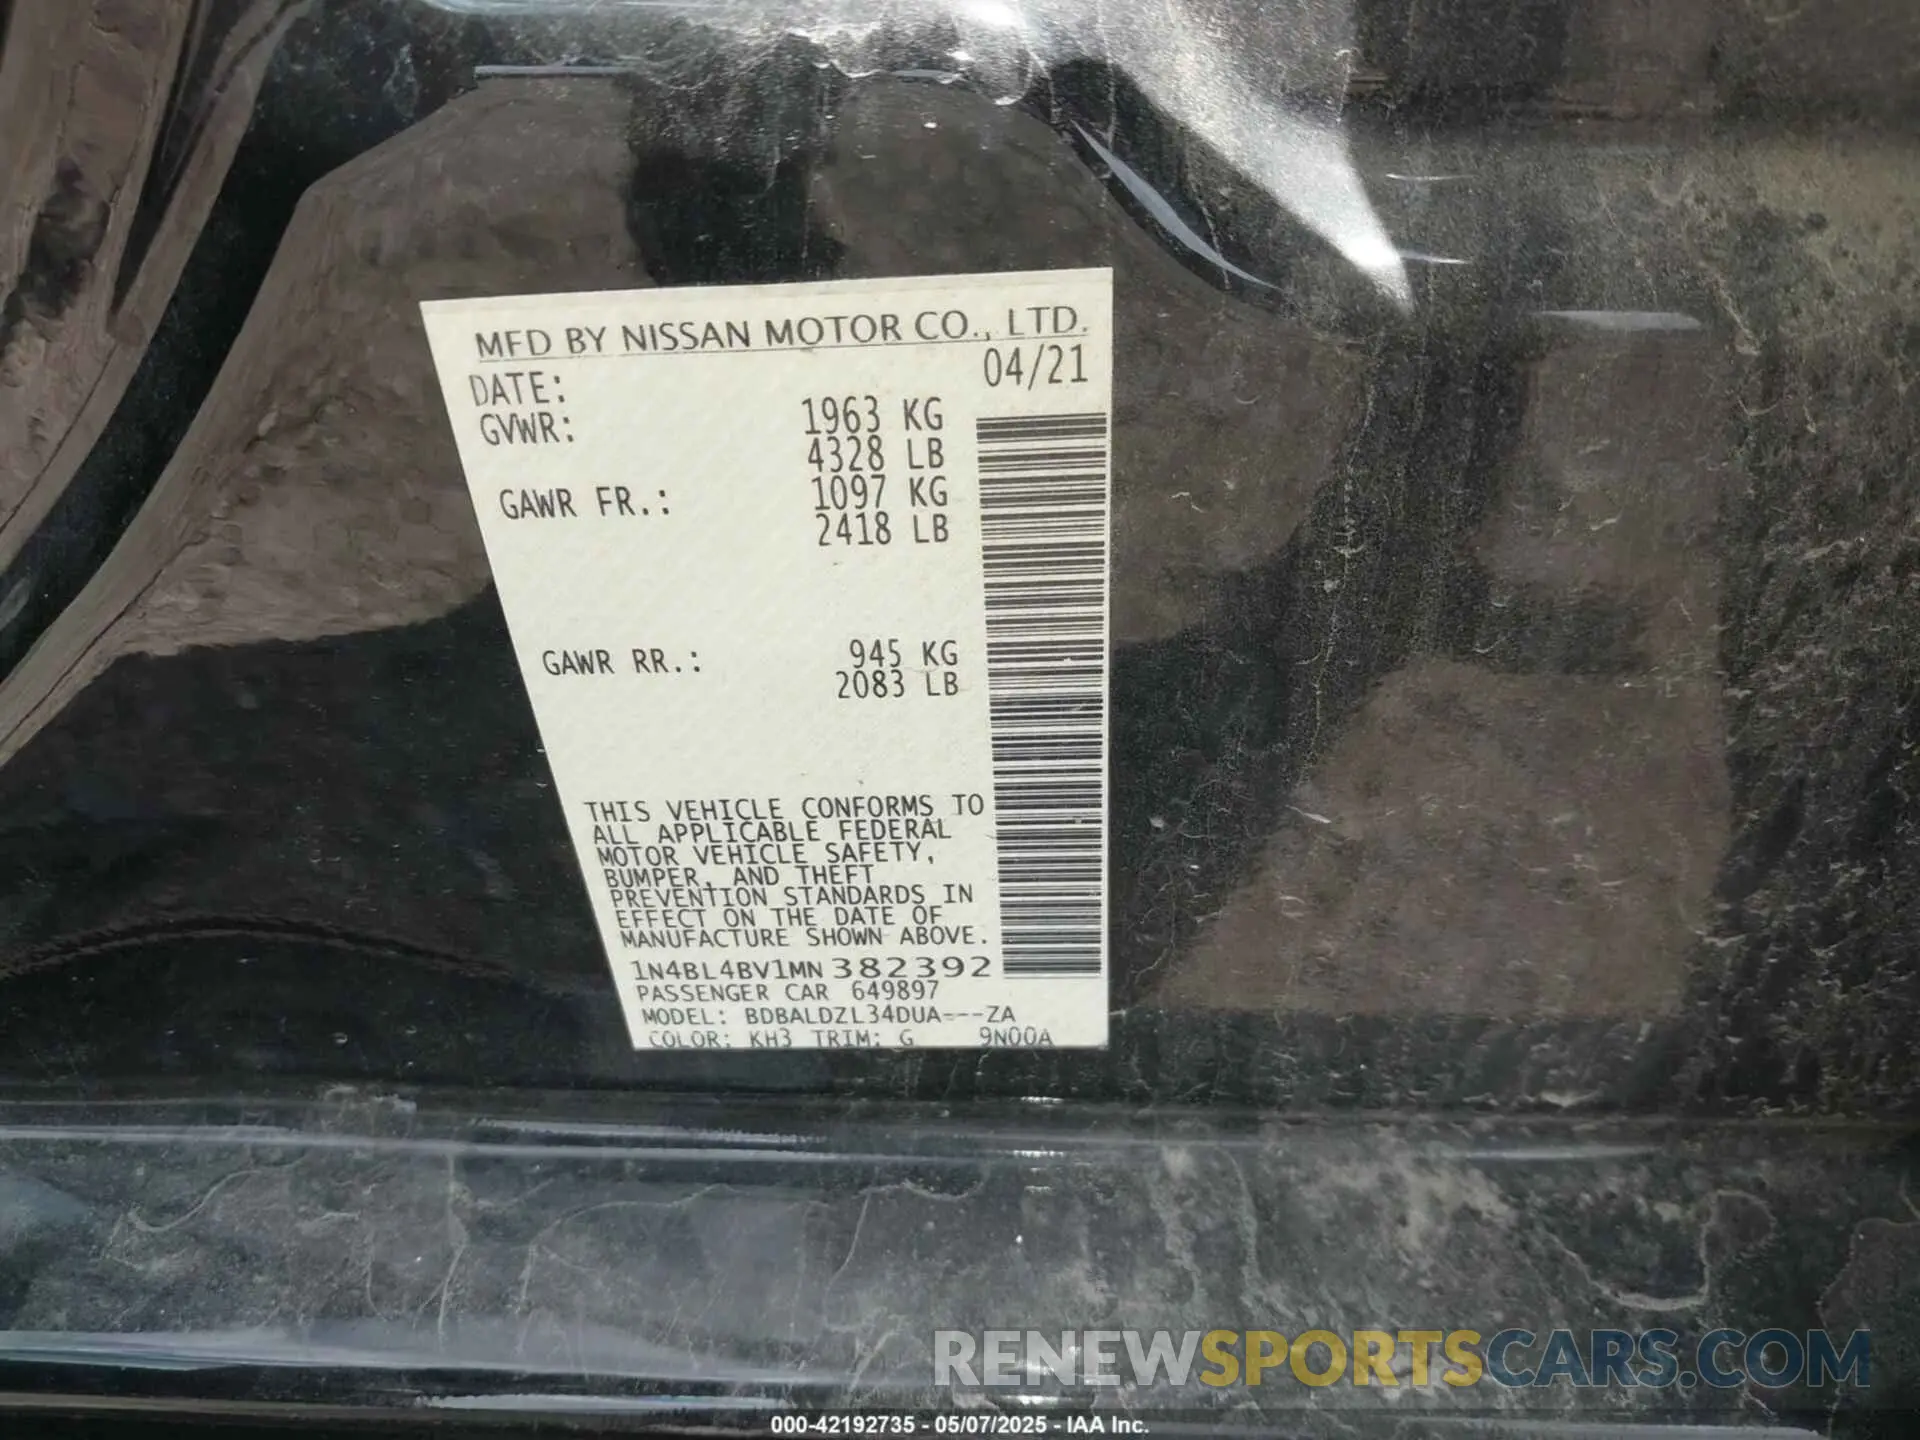 MFD BY NISSAN MOTOR CO., LTD.
DATE: 04/21
GVWR: 1963 KG
4328 LB
GAWR FR.: 1097 KG
2418 LB
GAWR RR.: 945 KG
2083 LB
THIS VEHICLE CONFORMS TO
ALL APPLICABLE FEDERAL
MOTOR VEHICLE SAFETY,
BUMPER, AND THEFT
PREVENTION STANDARDS IN
EFFECT ON THE DATE OF
MANUFACTURE SHOWN ABOVE.
1N4BL4BV1MN382392
PASSENGER CAR 649897
MODEL: BDBALDZL34DUA---ZA
COLOR: KH3 TRIM: G 9N00A
RENEWSPORTSCARS.COM
000-42192735 - 05/07/2025 - IAA Inc.